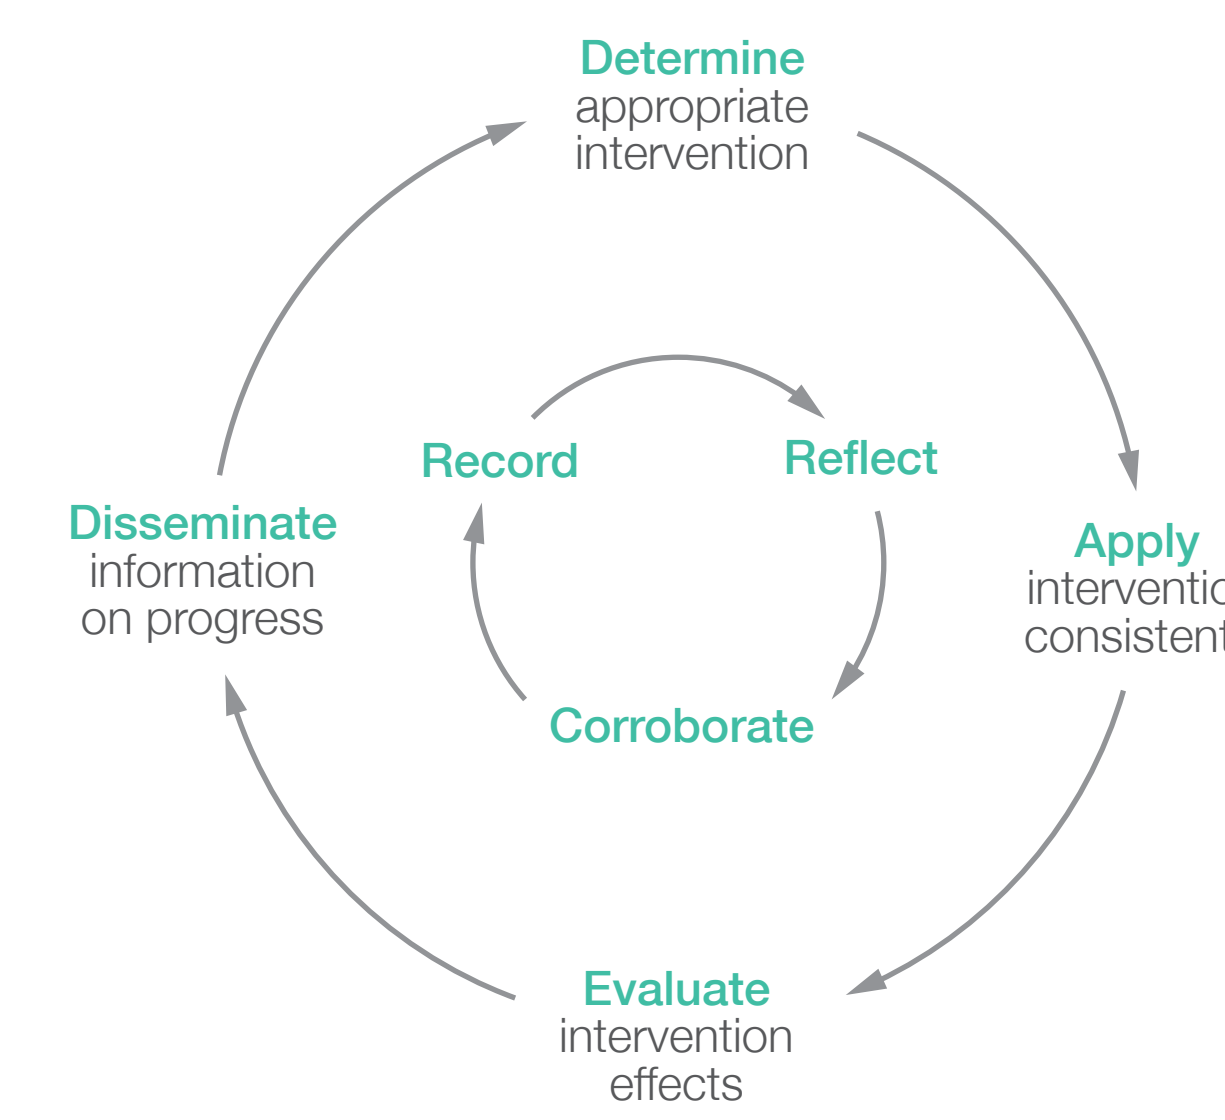 Determine
appropriate
intervention
Record
Reflect
Disseminate
information
on progress
Apply
Corroborate
Evaluate
intervention
effects